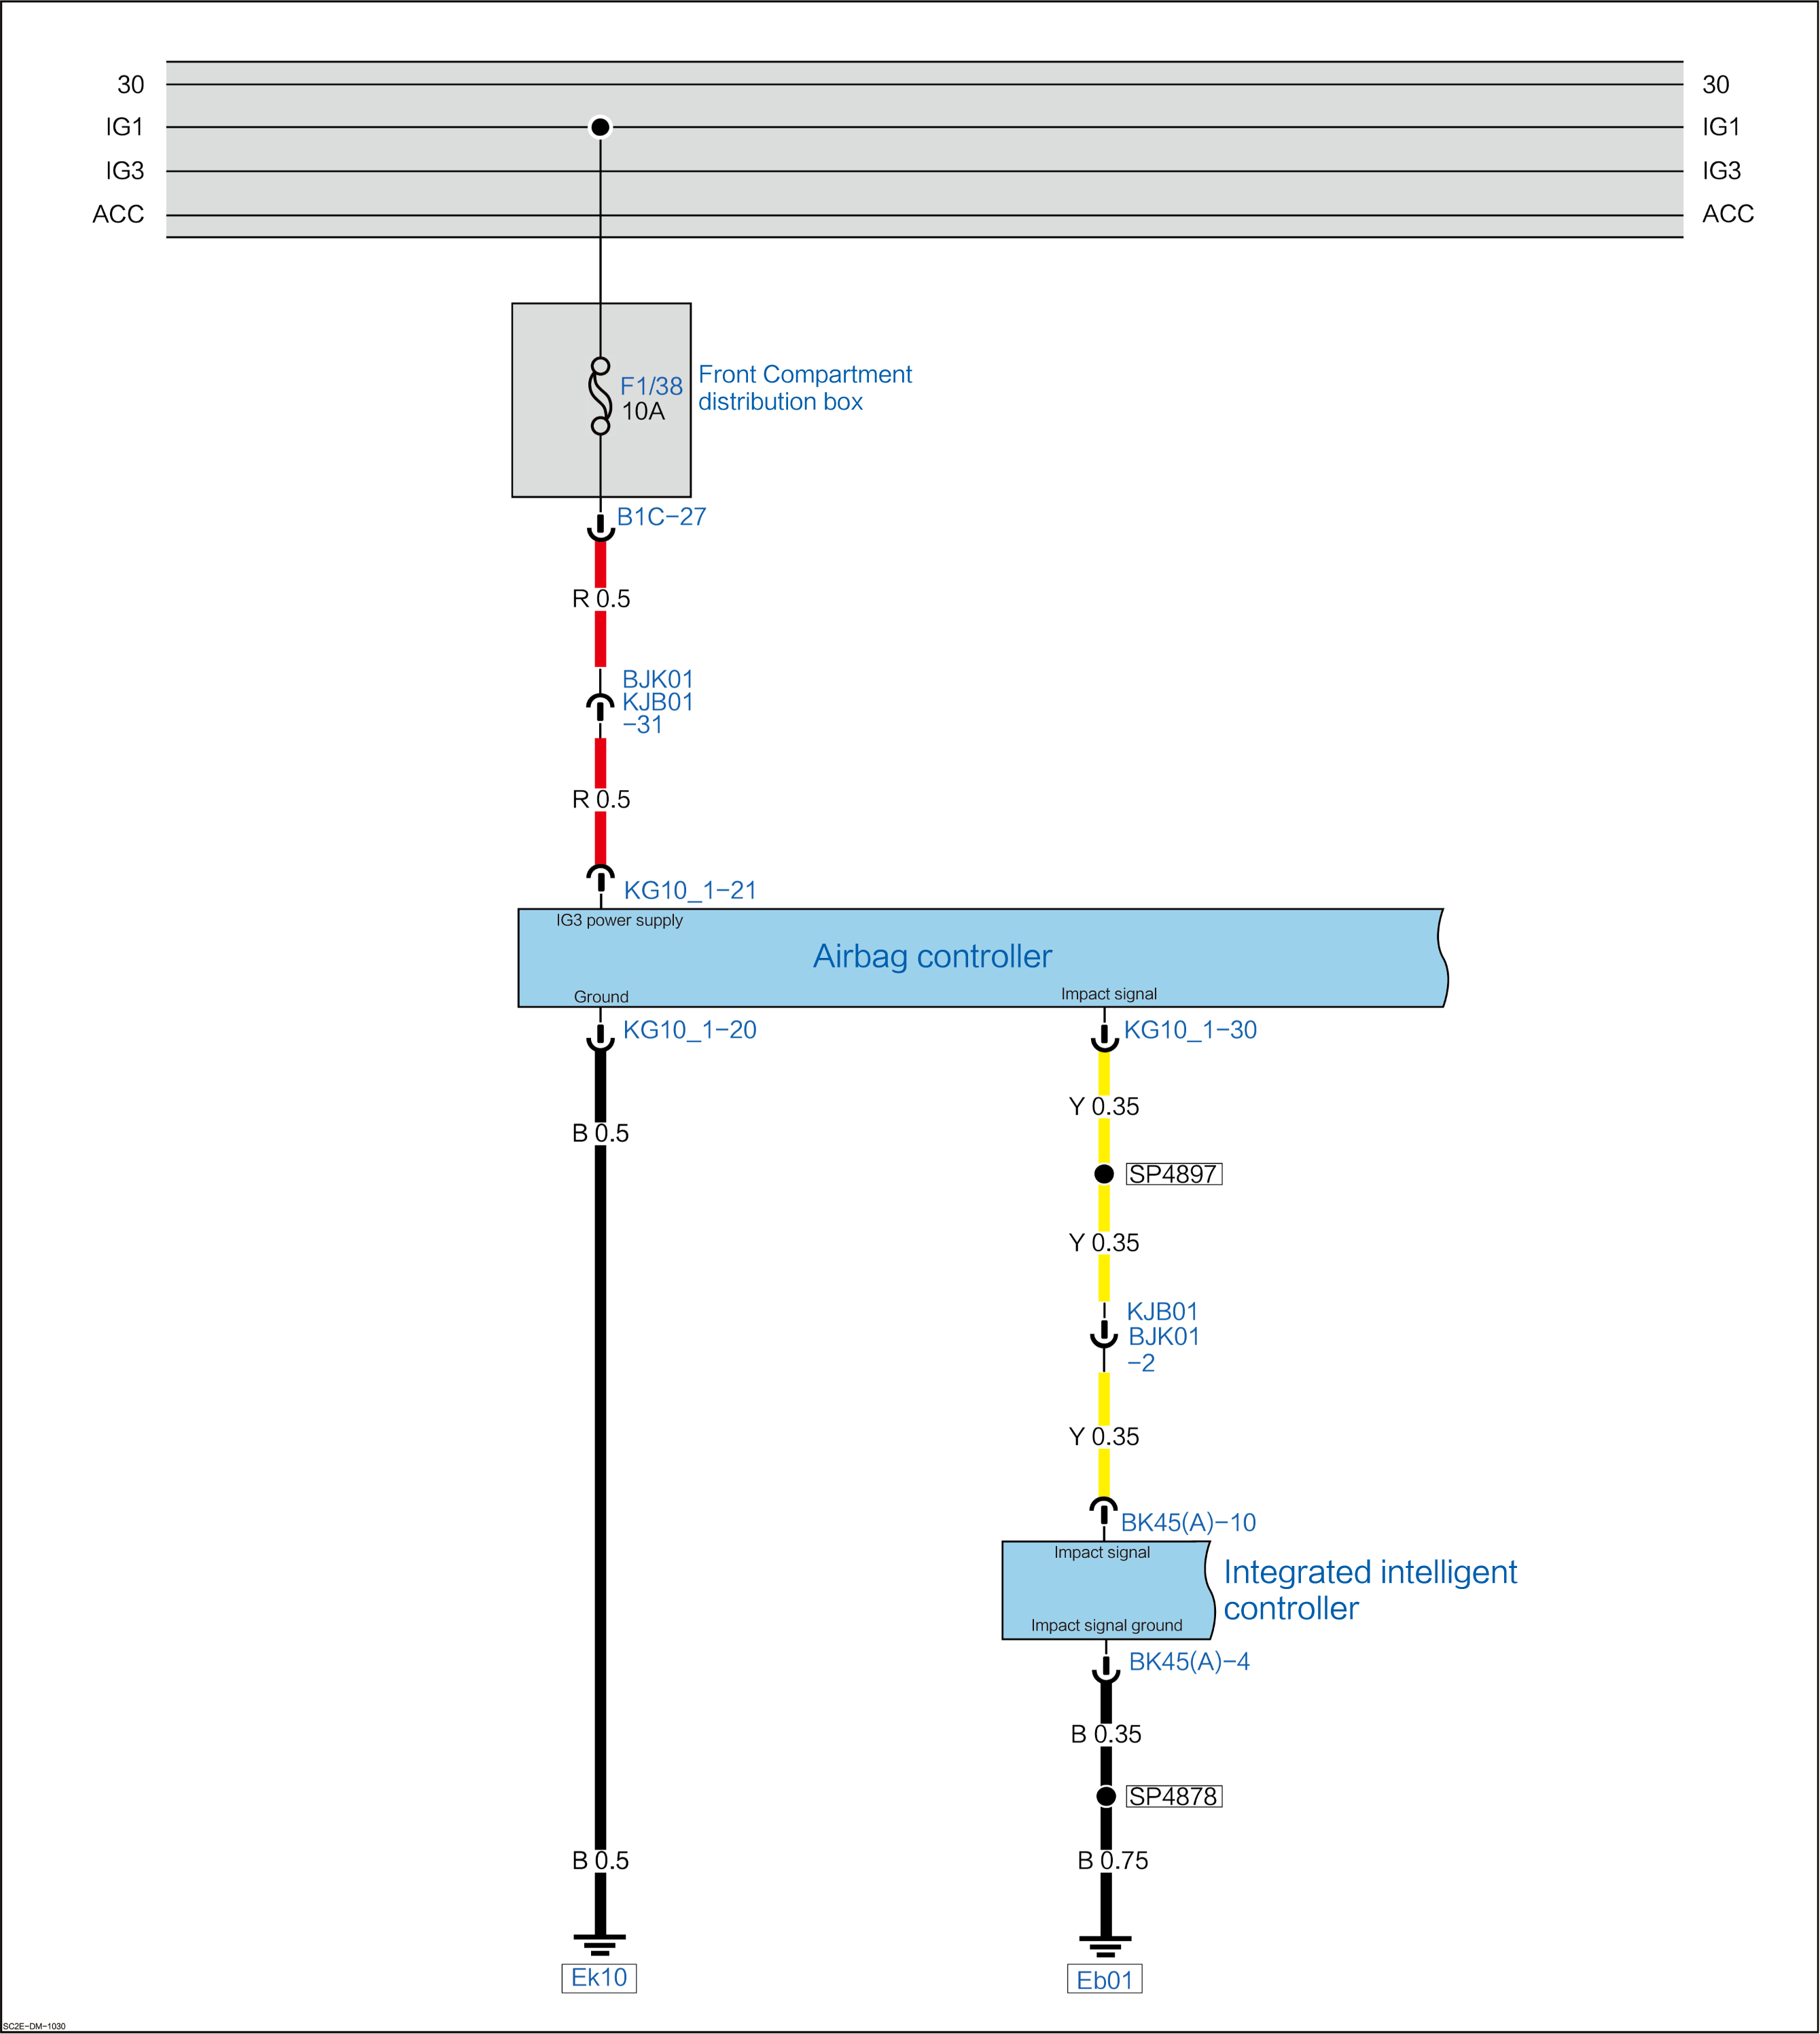 30 30
IG1 IG1
IG3 IG3
ACC ACC
F1/38
10A
Front Compartment
distribution box
B1C-27
R 0.5
BJK01
KJB01
-31
R 0.5
KG10_1-21
IG3 power supply
Airbag controller
Ground
Impact signal
KG10_1-20
KG10_1-30
Y 0.35
B 0.5
SP4897
Y 0.35
KJB01
BJK01
-2
Y 0.35
BK45(A)-10
Impact signal
Integrated intelligent
controller
Impact signal ground
BK45(A)-4
B 0.35
SP4878
B 0.5
B 0.75
Ek10
Eb01
SC2E-DM-1030